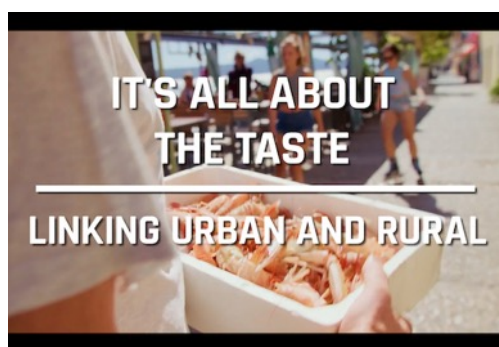 IT'S ALL ABOUT
THE TASTE
LINKING URBAN AND RURAL